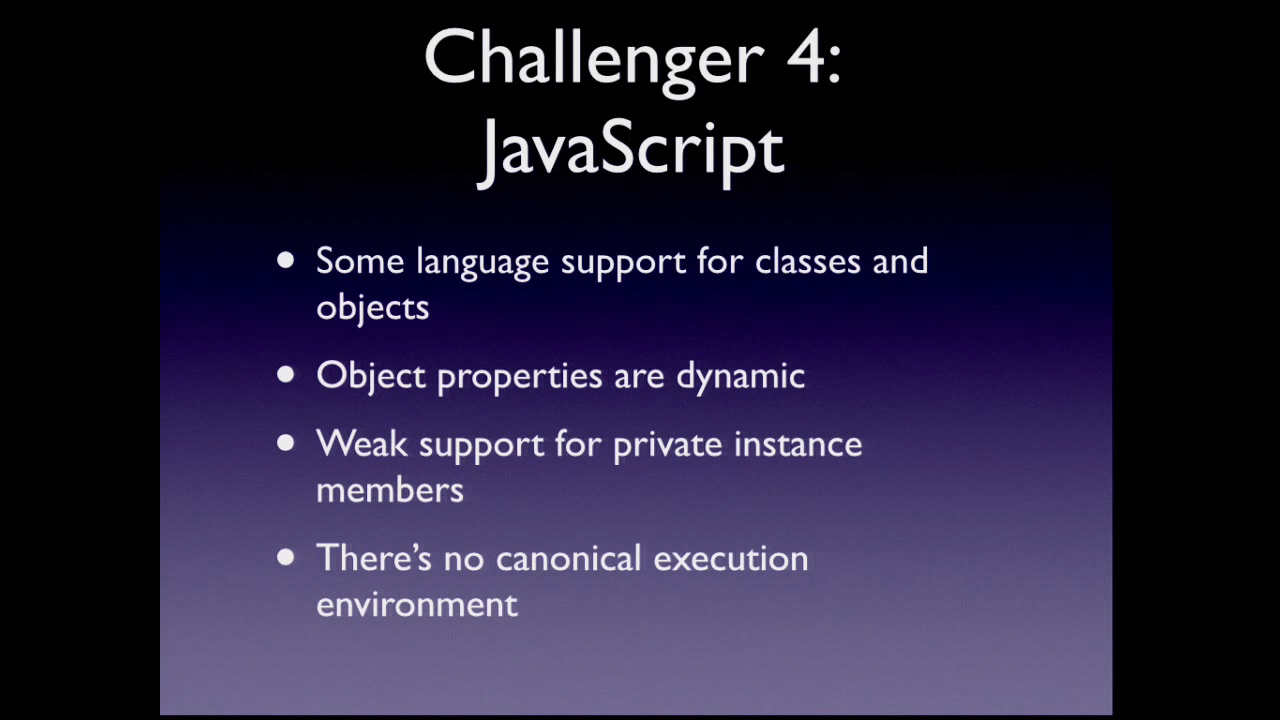 Challenger 4:
JavaScript
• Some language support for classes and
objects
• Object properties are dynamic
• Weak support for private instance
members
• There’s no canonical execution
environment